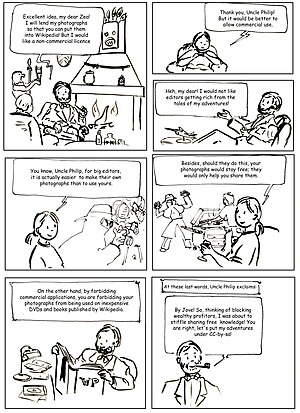 Excellent idea, my dear Zea!
I will lend my photographs
so that you can put them
into Wikipedia! But I would
like a non-commercial licence
Thank you, Uncle Philip!
But it would be better to
allow commercial use.
Heh, my dear! I would not like
editors getting rich from the
tales of my adventures!
You know, Uncle Philip, for big editors,
it is actually easier to make their own
photographs than to use yours.
Besides, should they do this, your
photographs would stay free; they
would only help you share them.
On the other hand, by forbidding
commercial applications, you are forbidding your
photographs from being used on inexpensive
DVDs and books published by Wikipedia.
At these last words, Uncle Philip exclaims:
By Jove! So, thinking of blocking
wealthy profitors, I was about to
stiffle sharing free knowledge! You
are right, let's put my adventures
under CC-by-sa!